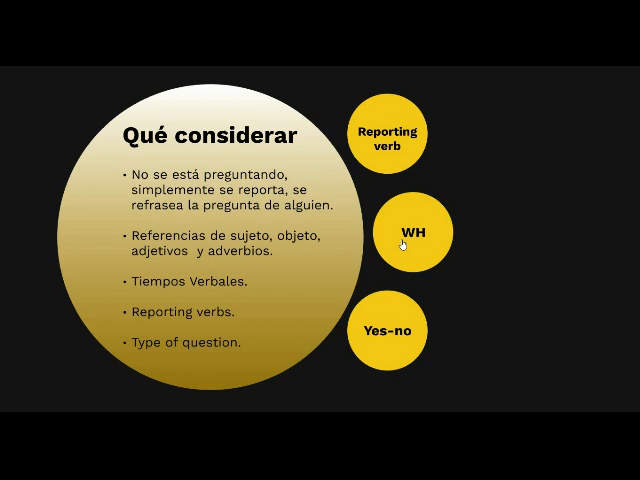 Qué considerar
• No se está preguntando,
simplemente se reporta, se
refrasea la pregunta de alguien.
• Referencias de sujeto, objeto,
adjetivos y adverbios.
• Tiempos Verbales.
• Reporting verbs.
• Type of question.
Reporting
verb
WH
Yes-no